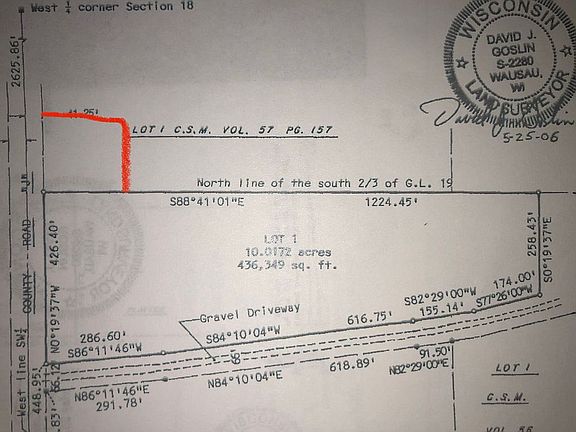 West ¼ corner Section 18
WISCONSIN
DAVID J.
GOSLIN
S-2280
WAUSAU,
WI
LAND SURVEYOR
5-25-06
2625.86'
LOT 1 C.S.M. VOL. 57 PG. 157
North line of the south 2/3 of G.L. 19
S88°41'01"E 1224.45'
LOT 1
10.0172 acres
436,349 sq. ft.
COUNTY ROAD
426.40'
N0°19'37"W
258.43'
S0°19'37"E
Gravel Driveway
286.60'
S86°11'46"W
S84°10'04"W
616.75'
S82°29'00"W
155.14'
174.00'
S77°26'00"W
66.12'
N86°11'46"E
291.78'
N84°10'04"E
618.89'
91.50'
N82°29'00"E
West line SW¼
448.95'
LOT 1
C.S.M.
VOL 56